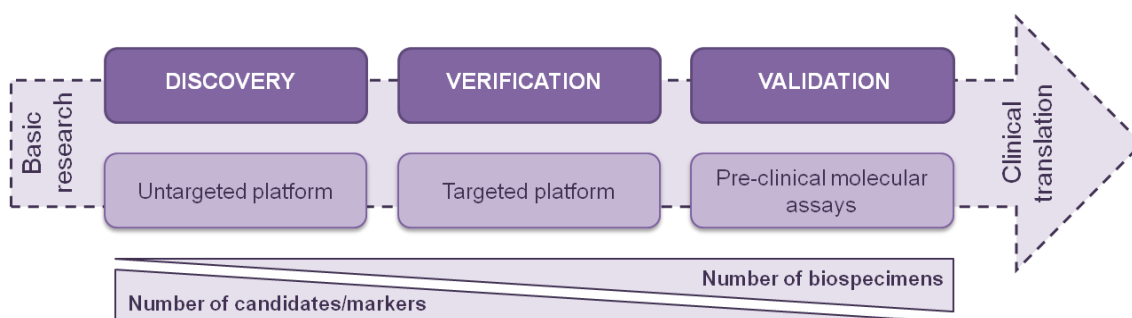 Basic
research
DISCOVERY
VERIFICATION
VALIDATION
Untargeted platform
Targeted platform
Pre-clinical molecular
assays
Clinical
translation
Number of biospecimens
Number of candidates/markers